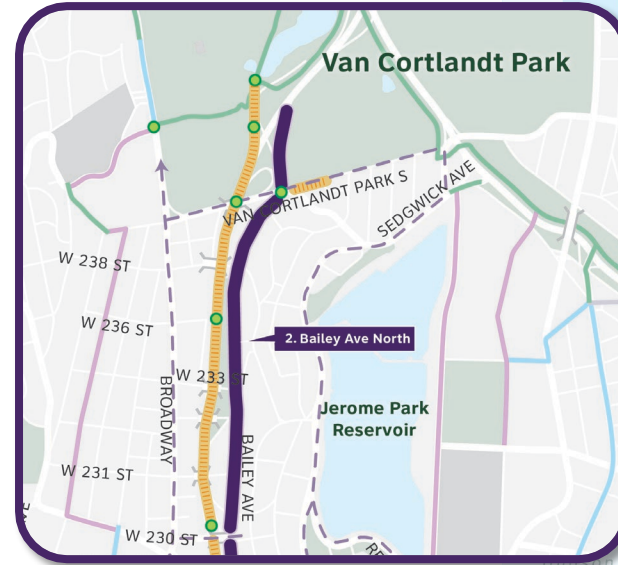 Van Cortlandt Park
VAN CORTLANDT PARK S
SEDGWICK AVE
W 238 ST
W 236 ST
2. Bailey Ave North
W 233 ST
BROADWAY
Jerome Park
Reservoir
BAILEY AVE
W 231 ST
W 230 ST